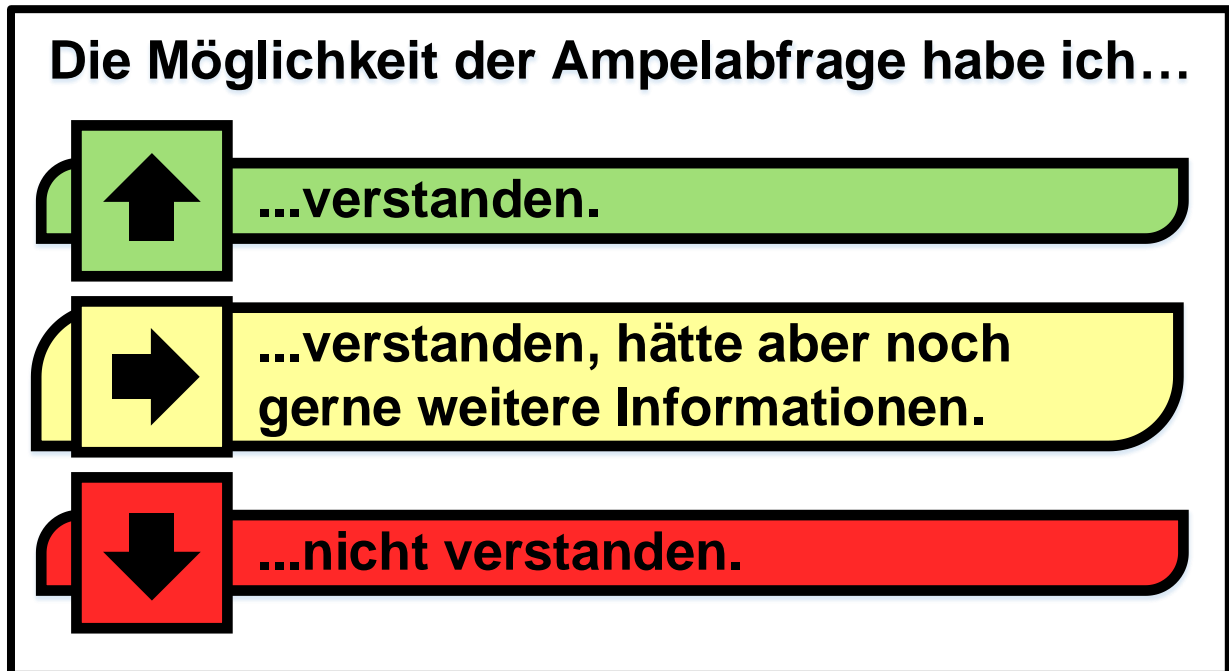 Die Möglichkeit der Ampelabfrage habe ich…
...verstanden.
...verstanden, hätte aber noch
gerne weitere Informationen.
...nicht verstanden.